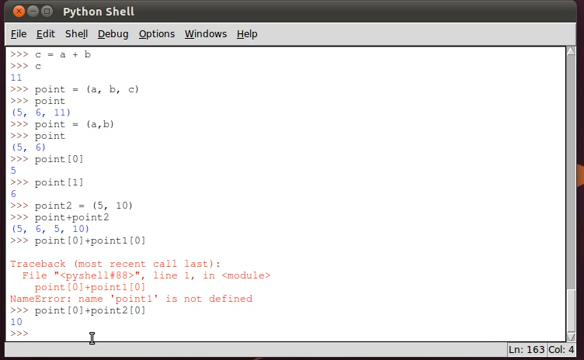 Python Shell
File Edit Shell Debug Options Windows Help
>>> c = a + b
>>> c
11
>>> point = (a, b, c)
>>> point
(5, 6, 11)
>>> point = (a,b)
>>> point
(5, 6)
>>> point[0]
5
>>> point[1]
6
>>> point2 = (5, 10)
>>> point+point2
(5, 6, 5, 10)
>>> point[0]+point1[0]
Traceback (most recent call last):
  File "<pyshell#88>", line 1, in <module>
    point[0]+point1[0]
NameError: name 'point1' is not defined
>>> point[0]+point2[0]
10
>>>
Ln: 163 Col: 4